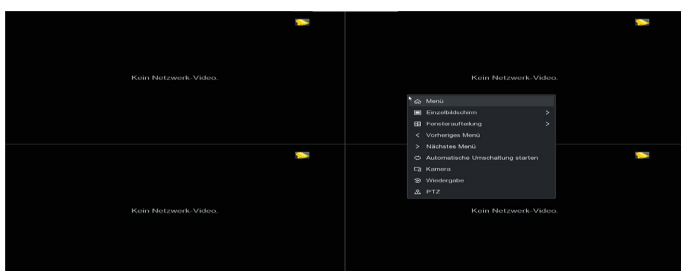 Kein Netzwerk-Video.
Kein Netzwerk-Video.
Menü
Einzelbildschirm >
Fensteraufteilung >
< Vorheriges Menü
> Nächstes Menü
Automatische Umschaltung starten
Kamera
Wiedergabe
PTZ
Kein Netzwerk-Video.
Kein Netzwerk-Video.